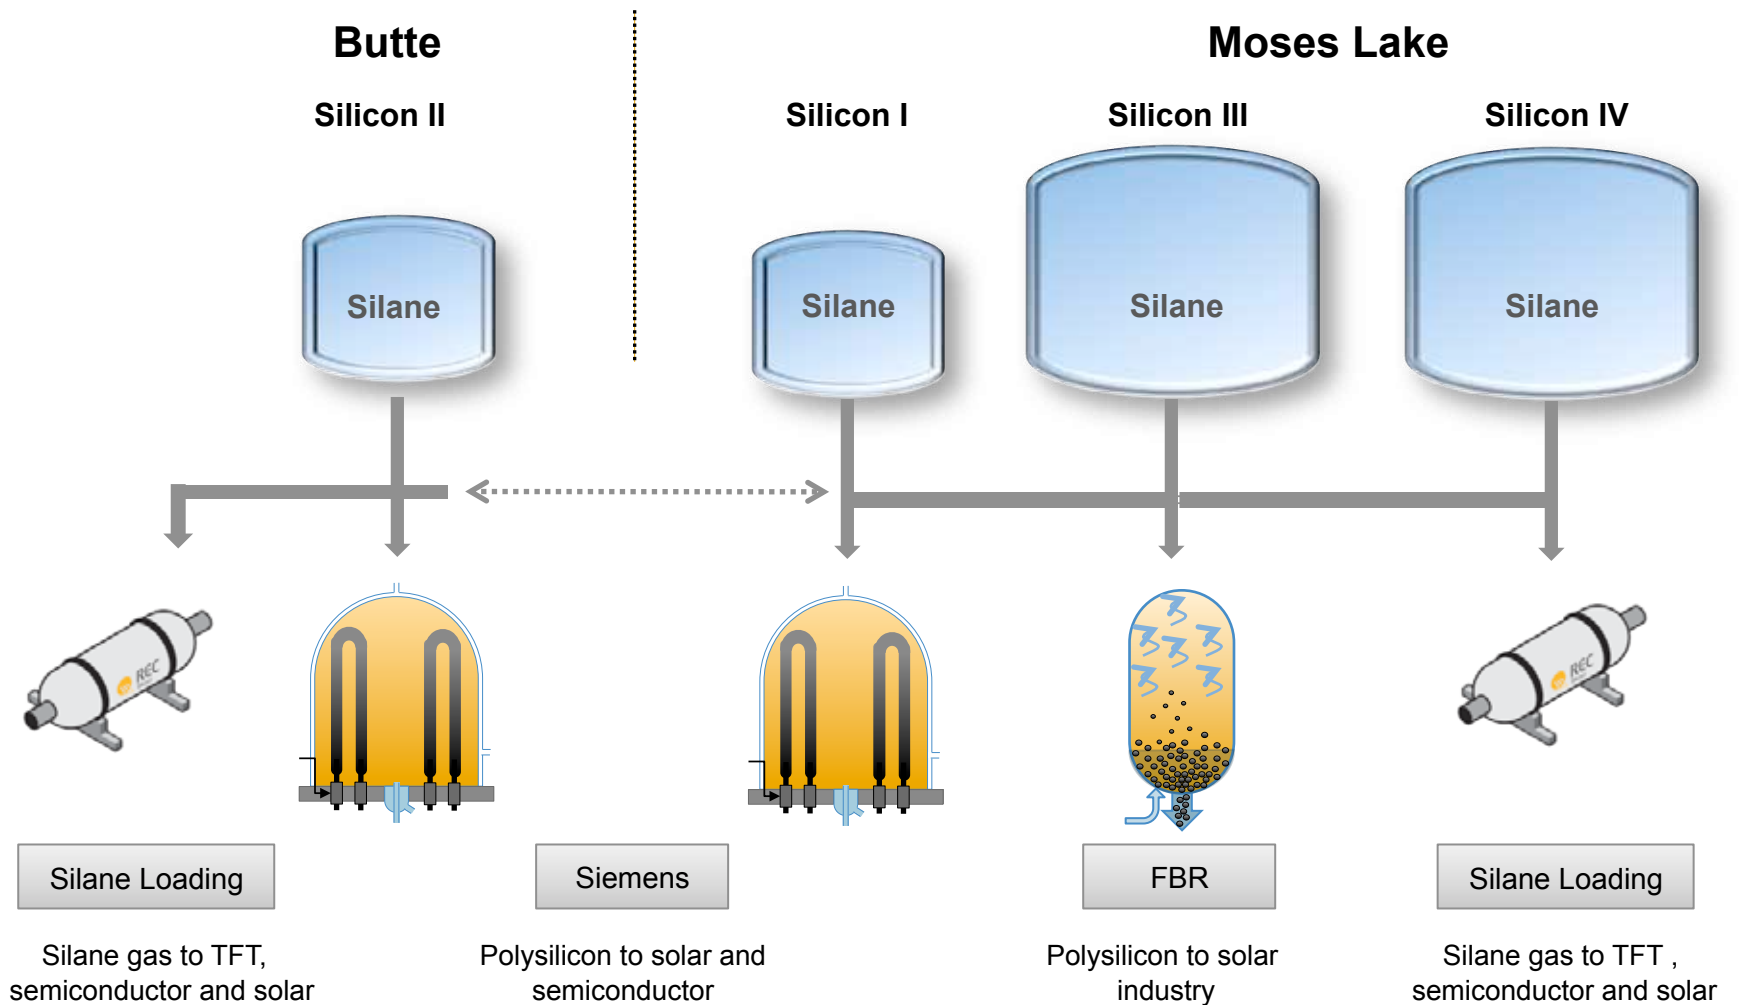 Butte
Moses Lake
Silicon II
Silicon I
Silicon III
Silicon IV
Silane
Silane
Silane
Silane
REC
REC
Silane Loading
Siemens
FBR
Silane Loading
Silane gas to TFT,
semiconductor and solar
Polysilicon to solar and
semiconductor
Polysilicon to solar
industry
Silane gas to TFT ,
semiconductor and solar